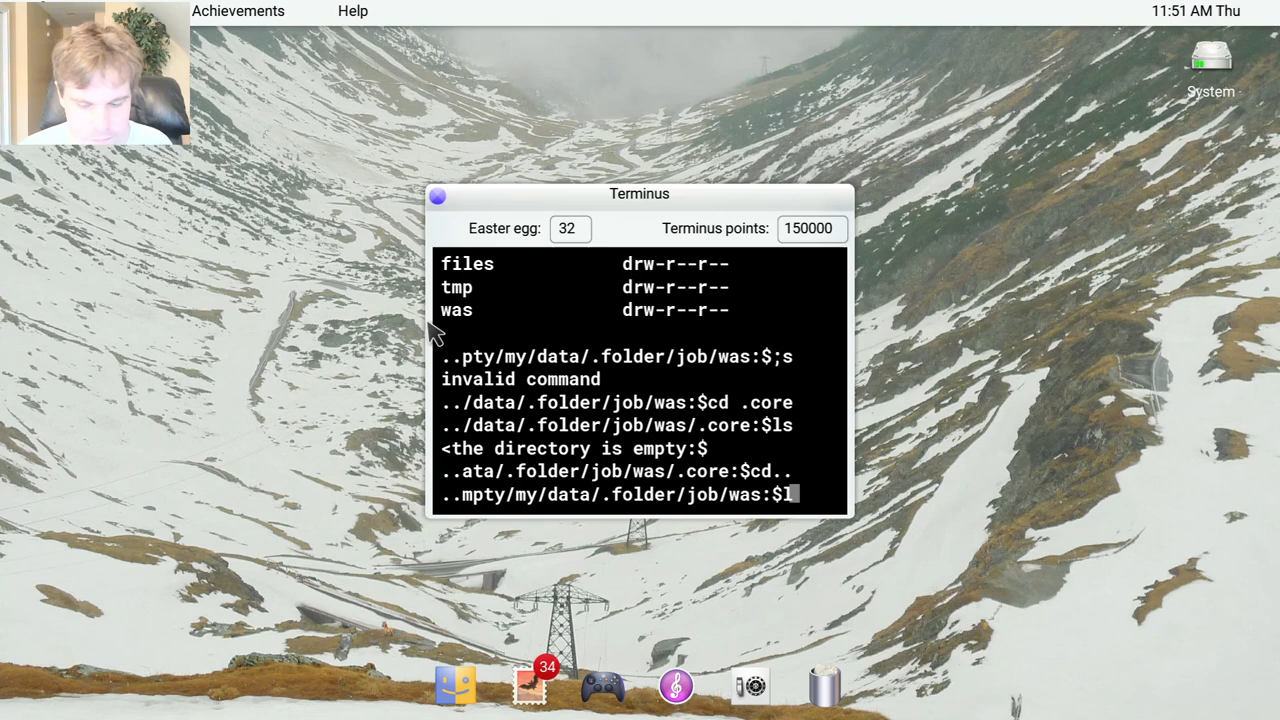 Achievements Help 11:51 AM Thu
System
Terminus
Easter egg: 32 Terminus points: 150000
files drw-r--r--
tmp drw-r--r--
was drw-r--r--
..pty/my/data/.folder/job/was:$;s
invalid command
../data/.folder/job/was:$cd .core
../data/.folder/job/was/.core:$ls
<the directory is empty:$
..ata/.folder/job/was/.core:$cd..
..mpty/my/data/.folder/job/was:$l
34